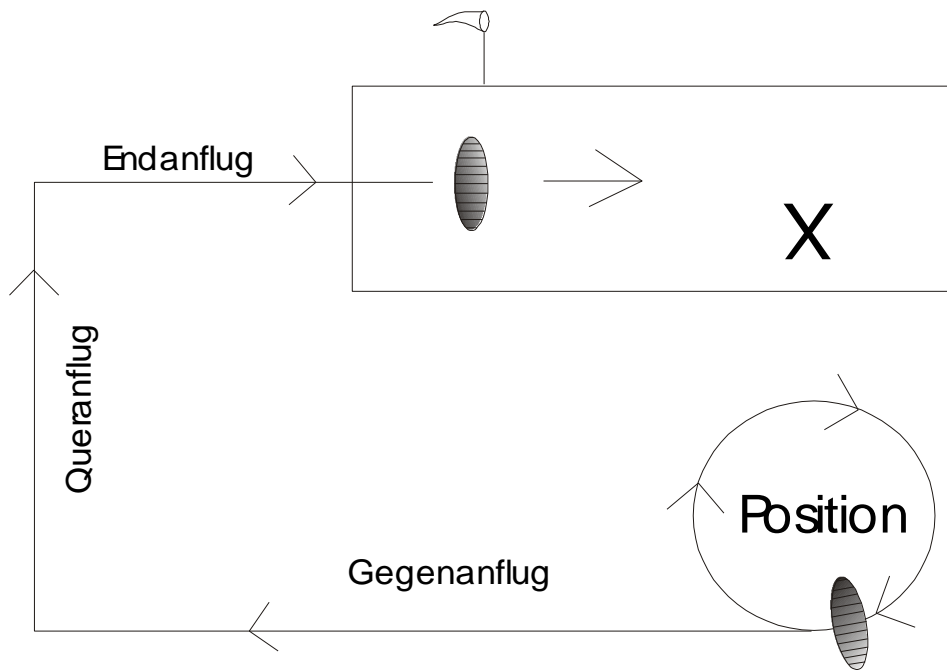 Endanflug
X
Queranflug
Position
Gegenanflug